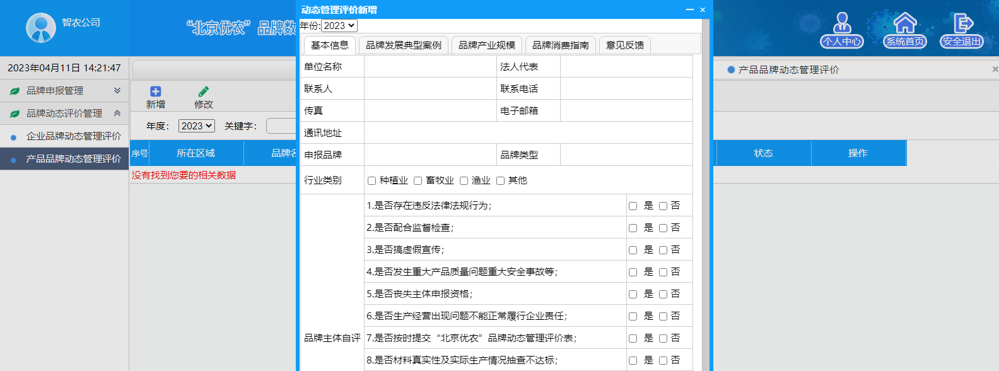 智农公司
“北京优农”品牌数
动态管理评价新增
个人中心
系统首页
安全退出
年份: 2023
2023年04月11日 14:21:47
产品品牌动态管理评价
基本信息 品牌发展典型案例 品牌产业规模 品牌消费指南 意见反馈
品牌申报管理
品牌动态评价管理
企业品牌动态管理评价
产品品牌动态管理评价
新增 修改
年度: 2023 关键字:
序号 所在区域 品牌名
状态 操作
没有找到您要的相关数据
单位名称 法人代表
联系人 联系电话
传真 电子邮箱
通讯地址
申报品牌 品牌类型
行业类别 种植业 畜牧业 渔业 其他
品牌主体自评
1.是否存在违反法律法规行为; 是 否
2.是否配合监督检查; 是 否
3.是否搞虚假宣传; 是 否
4.是否发生重大产品质量问题重大安全事故等; 是 否
5.是否丧失主体申报资格; 是 否
6.是否生产经营出现问题不能正常履行企业责任; 是 否
7.是否按时提交“北京优农”品牌动态管理评价表; 是 否
8.是否材料真实性及实际生产情况抽查不达标; 是 否